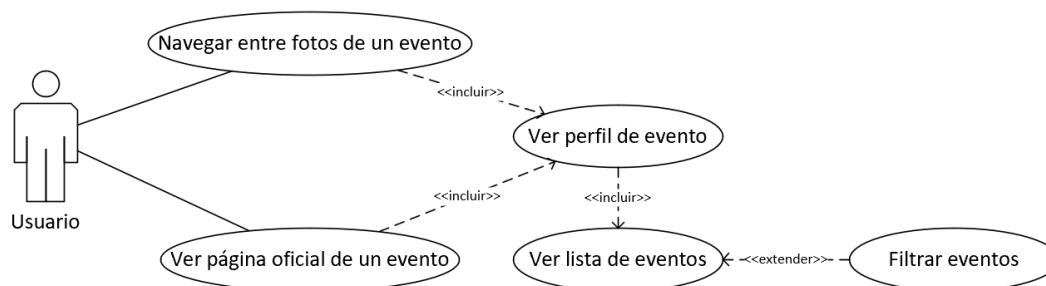 Navegar entre fotos de un evento
<<incluir>>
Ver perfil de evento
<<incluir>>
<<incluir>>
Usuario
Ver página oficial de un evento
Ver lista de eventos
<<extender>>
Filtrar eventos